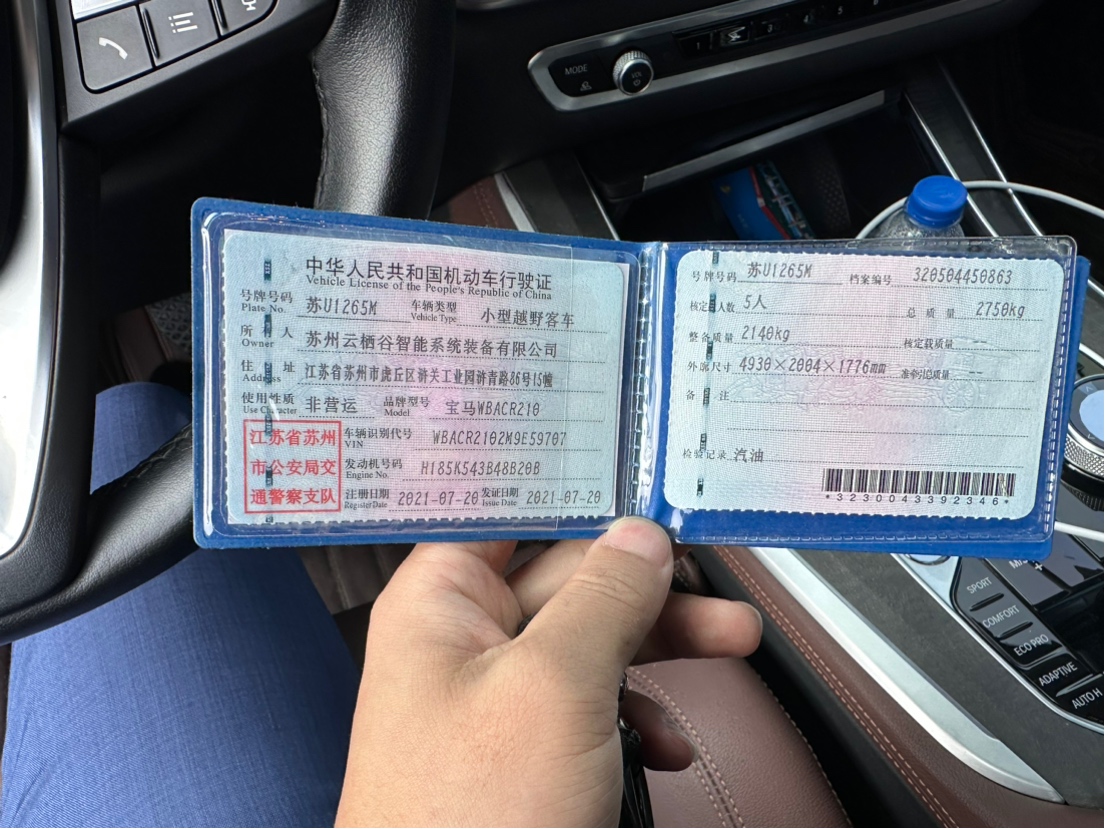 MODE
VOL
1
3
4
5
6
中华人民共和国机动车行驶证
Vehicle License of the People's Republic of China
号牌号码 苏U1265M 车辆类型 小型越野客车
Plate No. Vehicle Type
所有人 苏州云栖谷智能系统装备有限公司
Owner
住址 江苏省苏州市虎丘区浒关工业园浒青路86号15幢
Address
使用性质 非营运 品牌型号 宝马WBACR210
Use Character Model
江苏省苏州
市公安局交
通警察支队
车辆识别代号 WBACR2102M9E59707
VIN
发动机号码 H185K543B48B20B
Engine No.
注册日期 2021-07-20 发证日期 2021-07-20
Register Date Issue Date
号牌号码 苏U1265M 档案编号 320504450863
核定人数 5人 总质量 2750kg
整备质量 2140kg 核定载质量 --
外廓尺寸 4930×2004×1776mm 准牵引总质量 --
备注
检验记录 汽油
*3230043392346*
SPORT
COMFORT
ECO PRO
ADAPTIVE
AUTO H